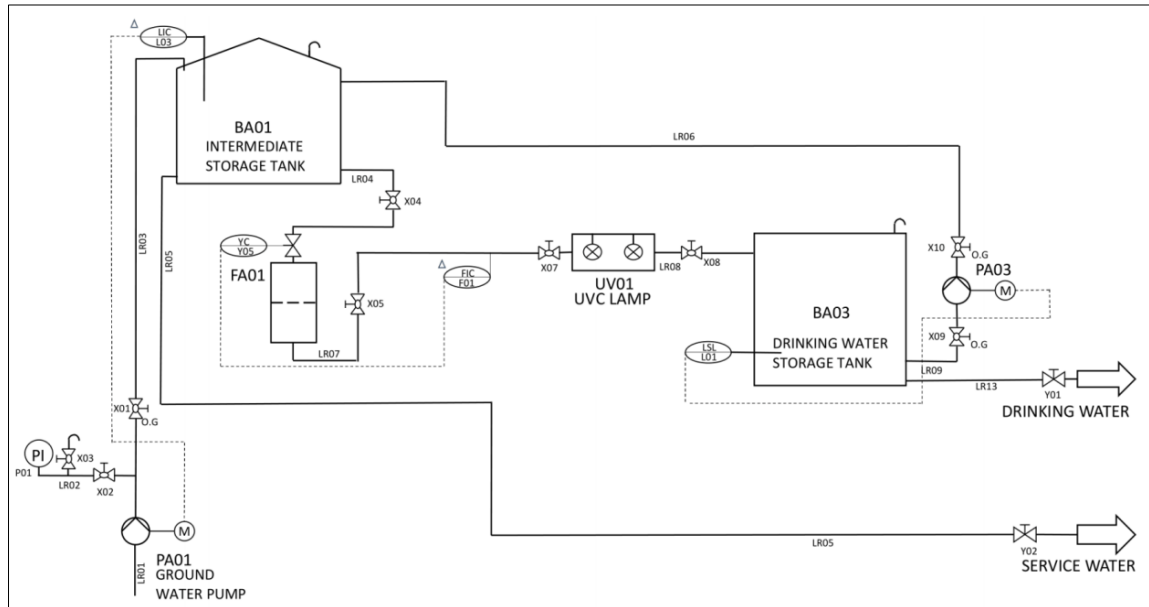 LIC
L03
BA01
INTERMEDIATE
STORAGE TANK
LR06
LR04
X04
LR03
LR05
YC
Y05
FA01
FIC
F01
X05
LR07
X07
LR08
X08
UV01
UVC LAMP
X10
O.G
PA03
M
X09
O.G
BA03
DRINKING WATER
STORAGE TANK
LSL
L01
LR09
LR13
Y01
DRINKING WATER
X01
O.G
PI
P01
X03
LR02
X02
M
PA01
GROUND
WATER PUMP
LR01
LR05
Y02
SERVICE WATER